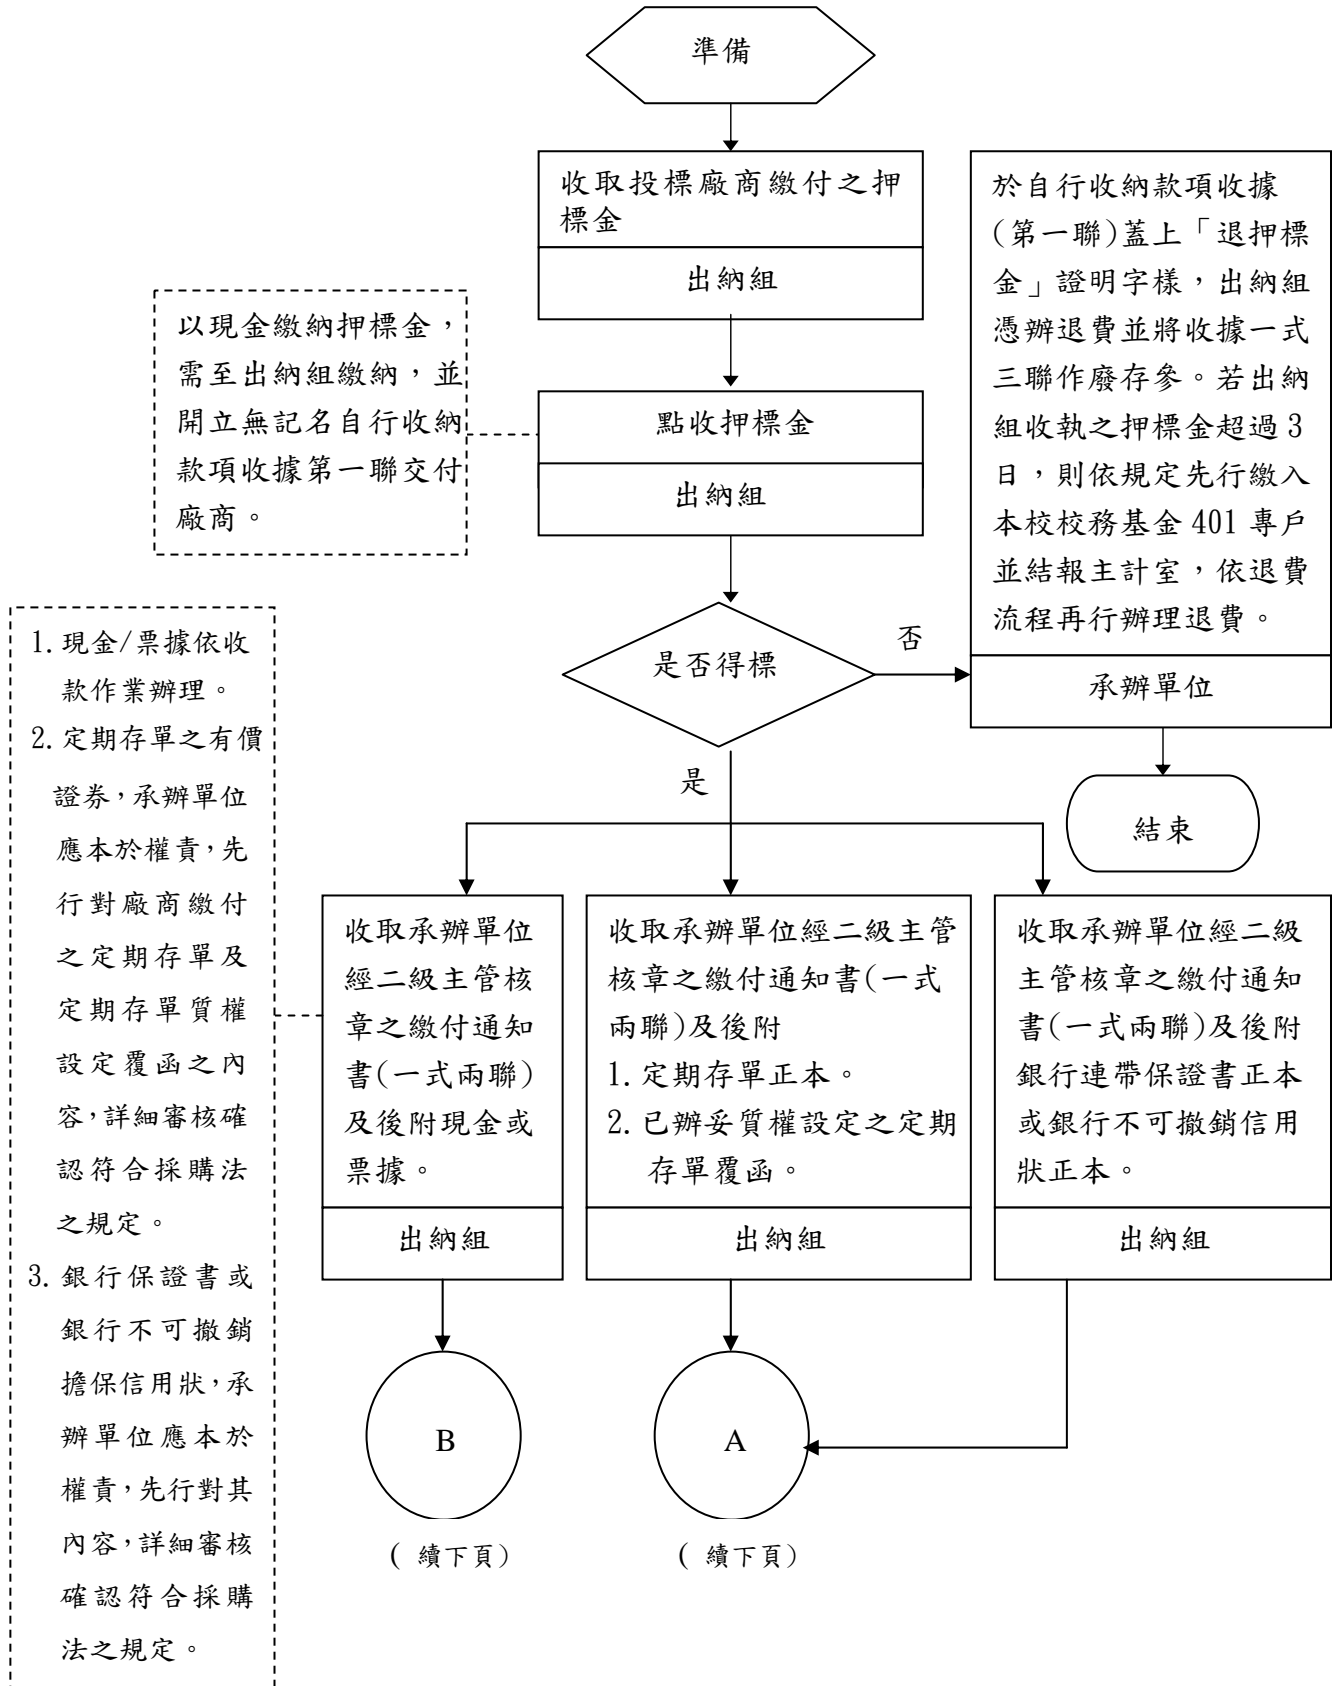 準備
收取投標廠商繳付之押
標金
出納組
以現金繳納押標金，
需至出納組繳納，並
開立無記名自行收納
款項收據第一聯交付
廠商。
點收押標金
出納組
於自行收納款項收據
(第一聯)蓋上「退押標
金」證明字樣，出納組
憑辦退費並將收據一式
三聯作廢存參。若出納
組收執之押標金超過 3
日，則依規定先行繳入
本校校務基金 401 專戶
並結報主計室，依退費
流程再行辦理退費。
承辦單位
是否得標
否
是
結束
1. 現金/票據依收
款作業辦理。
2. 定期存單之有價
證券，承辦單位
應本於權責，先
行對廠商繳付
之定期存單及
定期存單質權
設定覆函之內
容，詳細審核確
認符合採購法
之規定。
3. 銀行保證書或
銀行不可撤銷
擔保信用狀，承
辦單位應本於
權責，先行對其
內容，詳細審核
確認符合採購
法之規定。
收取承辦單位
經二級主管核
章之繳付通知
書(一式兩聯)
及後附現金或
票據。
出納組
收取承辦單位經二級主管
核章之繳付通知書(一式
兩聯)及後附
1. 定期存單正本。
2. 已辦妥質權設定之定期
存單覆函。
出納組
收取承辦單位經二級
主管核章之繳付通知
書(一式兩聯)及後附
銀行連帶保證書正本
或銀行不可撤銷信用
狀正本。
出納組
B
A
( 續下頁)
( 續下頁)